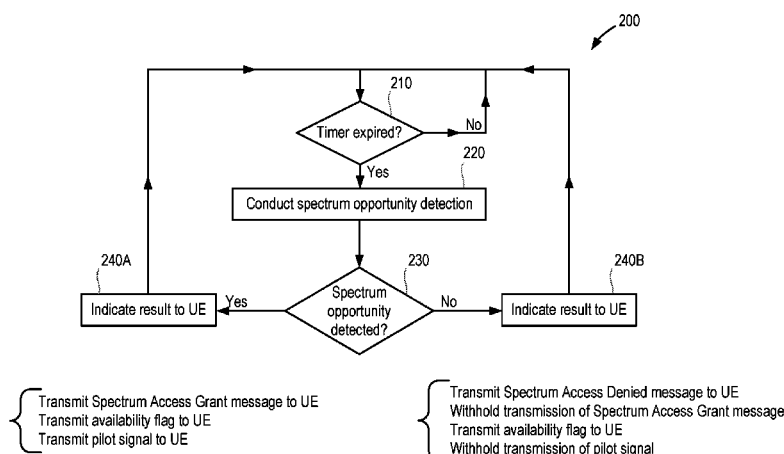 200
210
Timer expired?
No
Yes
220
Conduct spectrum opportunity detection
230
Spectrum
opportunity
detected?
Yes
No
240A
Indicate result to UE
240B
Indicate result to UE
Transmit Spectrum Access Grant message to UE
Transmit availability flag to UE
Transmit pilot signal to UE
Transmit Spectrum Access Denied message to UE
Withhold transmission of Spectrum Access Grant message
Transmit availability flag to UE
Withhold transmission of pilot signal